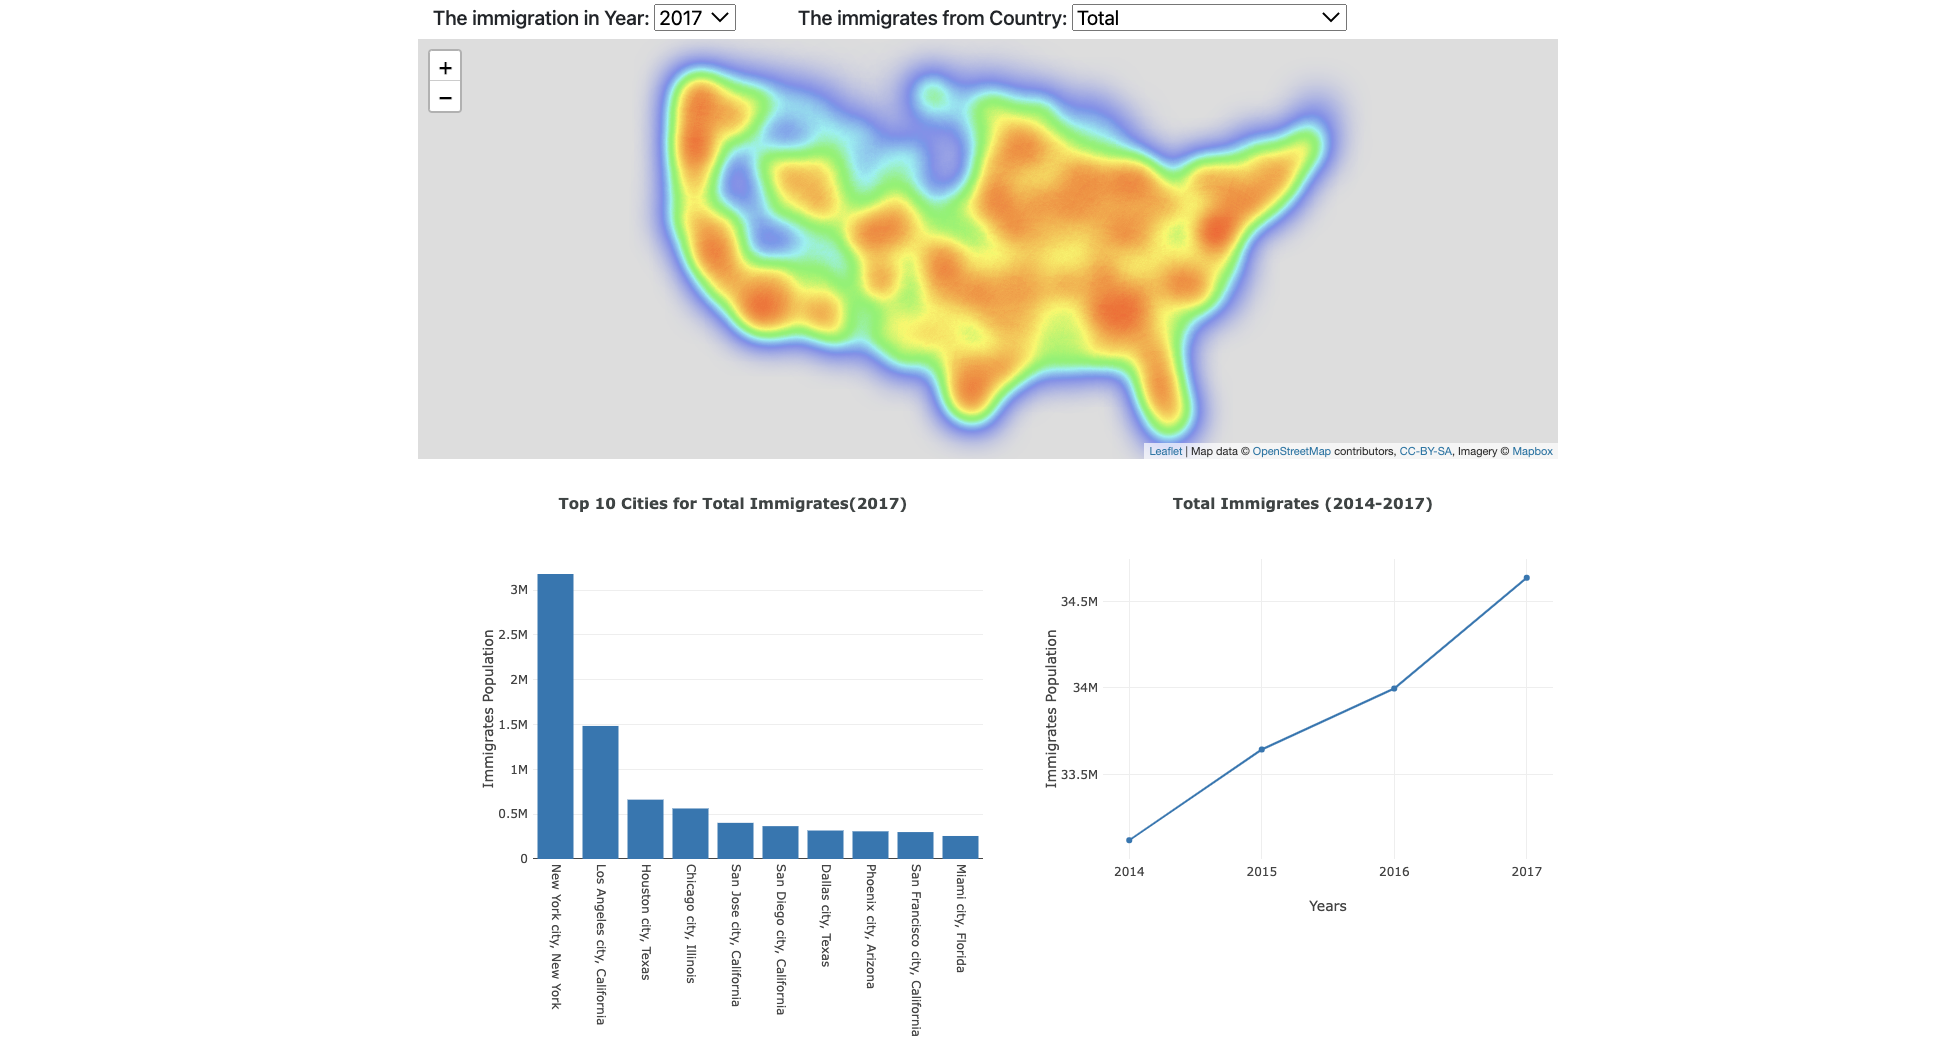 The immigration in Year: 2017 The immigrates from Country: Total
+
−
Leaflet | Map data © OpenStreetMap contributors, CC-BY-SA, Imagery © Mapbox
Top 10 Cities for Total Immigrates(2017)
Immigrates Population
3M
2.5M
2M
1.5M
1M
0.5M
0
New York city, New York
Los Angeles city, California
Houston city, Texas
Chicago city, Illinois
San Jose city, California
San Diego city, California
Dallas city, Texas
Phoenix city, Arizona
San Francisco city, California
Miami city, Florida
Total Immigrates (2014-2017)
Immigrates Population
34.5M
34M
33.5M
2014 2015 2016 2017
Years